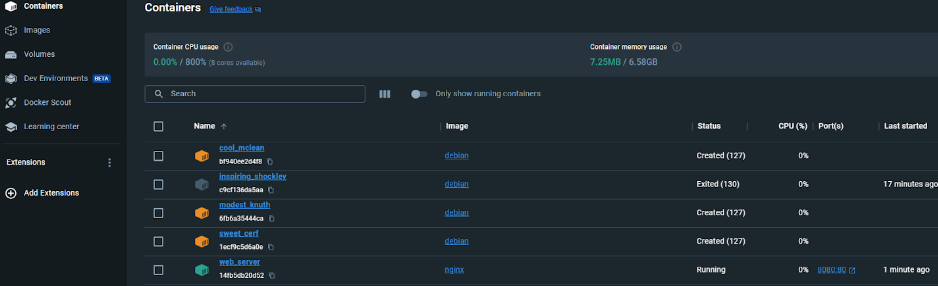 Containers
Images
Volumes
Dev Environments BETA
Docker Scout
Learning center
Extensions
Add Extensions
Containers Give feedback
Container CPU usage
0.00% / 800% (8 cores available)
Container memory usage
7.25MB / 6.58GB
Search
Only show running containers
Name Image Status CPU (%) Port(s) Last started
cool_mclean
bf940ee2d4f8
debian Created (127) 0%
inspiring_shockley
c9cf136da5aa
debian Exited (130) 0% 17 minutes ago
modest_knuth
6fb6a35444ca
debian Created (127) 0%
sweet_cerf
1ecf9c5d6a0e
debian Created (127) 0%
web_server
14fb5db20d52
nginx Running 0% 8080:80 1 minute ago